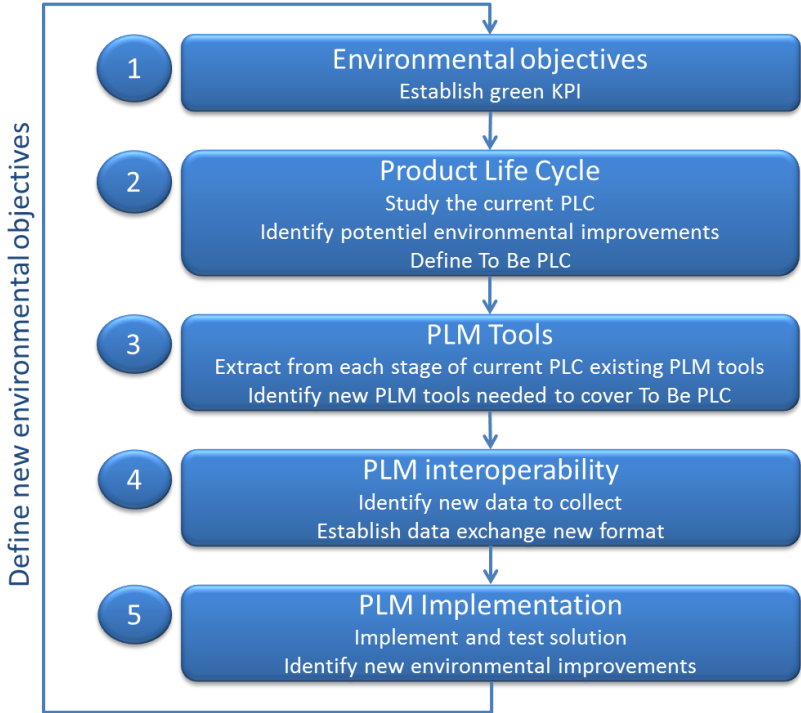 Define new environmental objectives
1
Environmental objectives
Establish green KPI
2
Product Life Cycle
Study the current PLC
Identify potentiel environmental improvements
Define To Be PLC
3
PLM Tools
Extract from each stage of current PLC existing PLM tools
Identify new PLM tools needed to cover To Be PLC
4
PLM interoperability
Identify new data to collect
Establish data exchange new format
5
PLM Implementation
Implement and test solution
Identify new environmental improvements